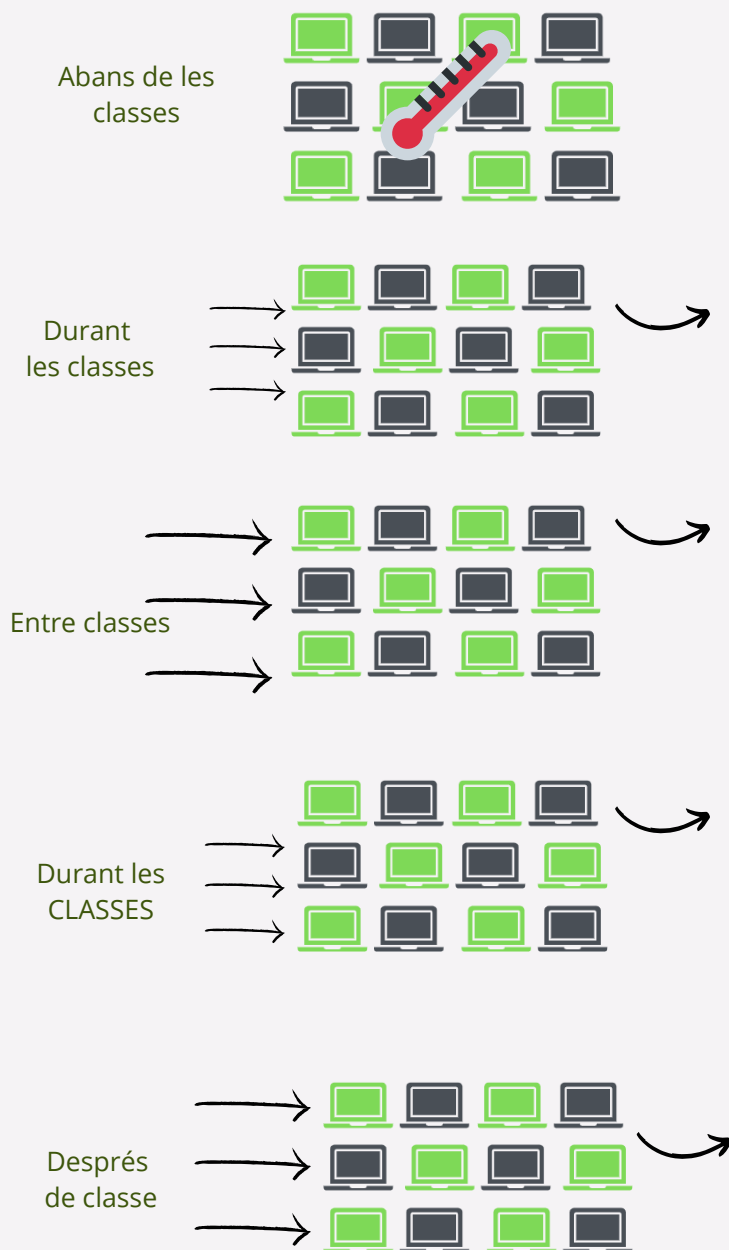 Abans de les
classes
Durant
les classes
Entre classes
Durant les
CLASSES
Després
de classe